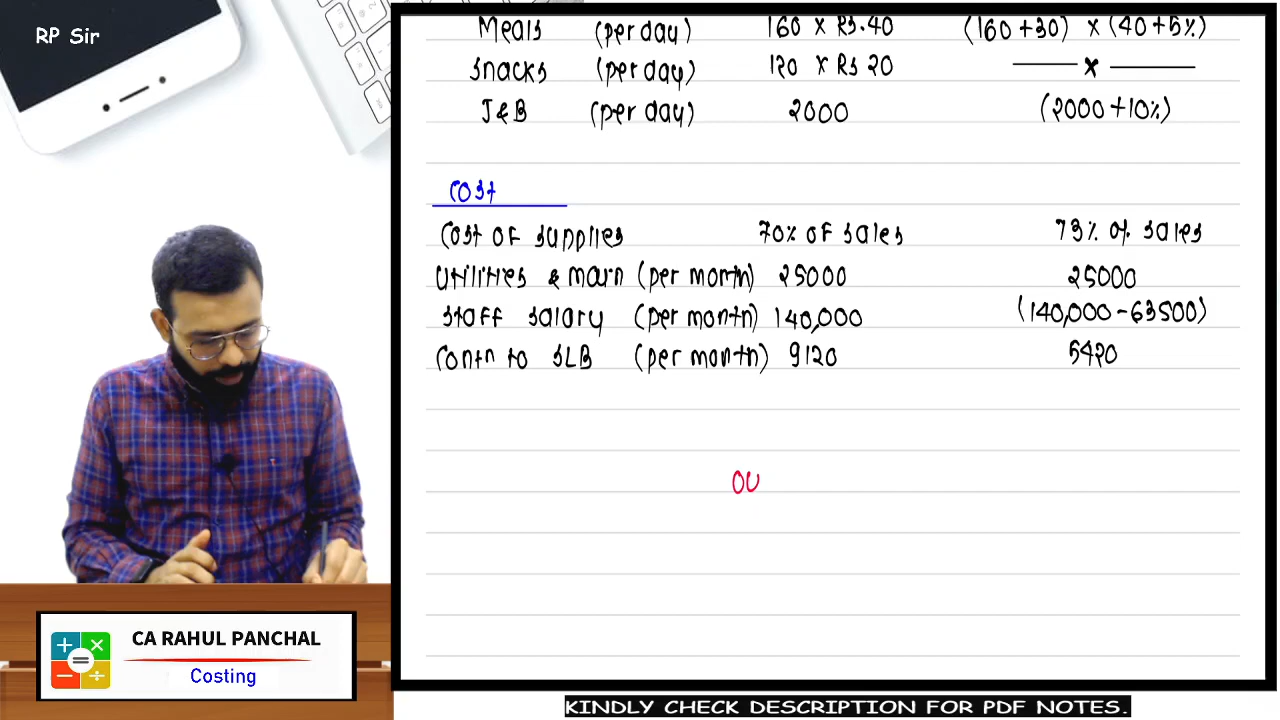 RP Sir
Meals (per day) 160 x Rs.40 (160 +30) x (40+5%)
Snacks (per day) 120 x Rs 20 x
J&B (per day) 2000 (2000 +10%)
Cost
Cost of supplies 70% of sales 73% of sales
Utilities & main (per month) 25000 25000
Staff Salary (per month) 140,000 (140,000 - 63500)
Contn to SLB (per month) 9120 5420
OU
CA RAHUL PANCHAL
Costing
KINDLY CHECK DESCRIPTION FOR PDF NOTES.